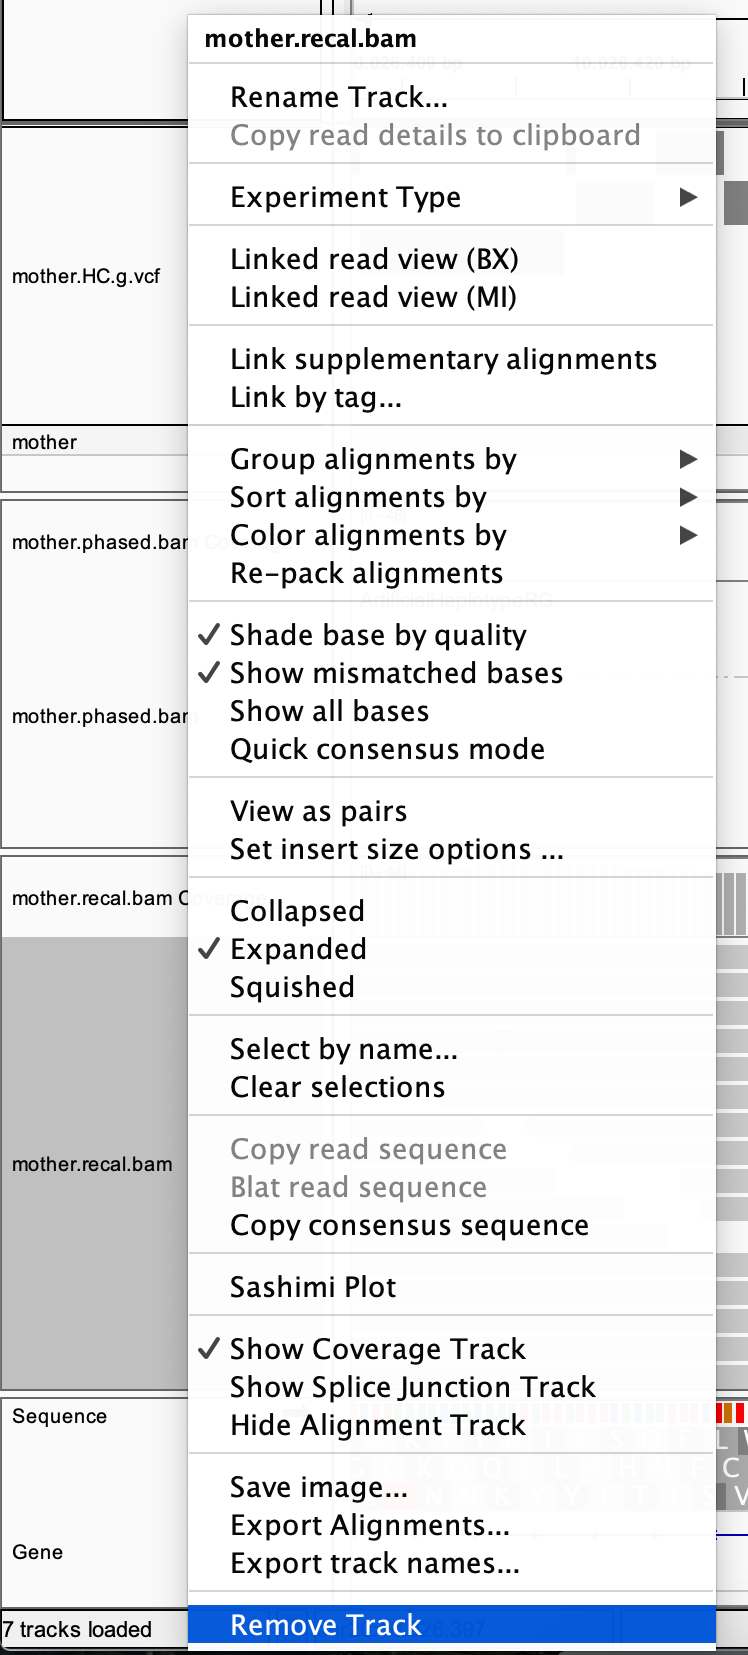 mother.recal.bam
Rename Track...
Copy read details to clipboard
Experiment Type
mother.HC.g.vcf
Linked read view (BX)
Linked read view (MI)
Link supplementary alignments
Link by tag...
mother
Group alignments by
Sort alignments by
Color alignments by
mother.phased.bam Coverage
Re-pack alignments
ArtificialHaplotypeRG
Shade base by quality
Show mismatched bases
Show all bases
mother.phased.bam
Quick consensus mode
View as pairs
Set insert size options ...
mother.recal.bam Coverage
Collapsed
Expanded
Squished
Select by name...
Clear selections
Copy read sequence
mother.recal.bam
Blat read sequence
Copy consensus sequence
Sashimi Plot
Show Coverage Track
Show Splice Junction Track
Sequence
Hide Alignment Track
L
C
V
Save image...
Export Alignments...
Gene
Export track names...
7 tracks loaded
Remove Track